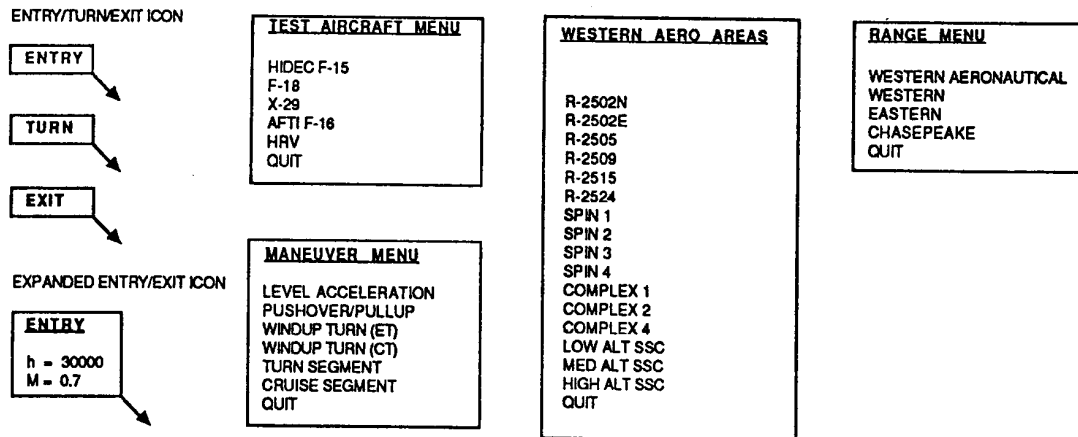 ENTRY/TURN/EXIT ICON
ENTRY
TURN
EXIT
EXPANDED ENTRY/EXIT ICON
ENTRY
h = 30000
M = 0.7
TEST AIRCRAFT MENU
HIDEC F-15
F-18
X-29
AFTI F-16
HRV
QUIT
MANEUVER MENU
LEVEL ACCELERATION
PUSHOVER/PULLUP
WINDUP TURN (ET)
WINDUP TURN (CT)
TURN SEGMENT
CRUISE SEGMENT
QUIT
WESTERN AERO AREAS
R-2502N
R-2502E
R-2505
R-2509
R-2515
R-2524
SPIN 1
SPIN 2
SPIN 3
SPIN 4
COMPLEX 1
COMPLEX 2
COMPLEX 4
LOW ALT SSC
MED ALT SSC
HIGH ALT SSC
QUIT
RANGE MENU
WESTERN AERONAUTICAL
WESTERN
EASTERN
CHASEPEAKE
QUIT